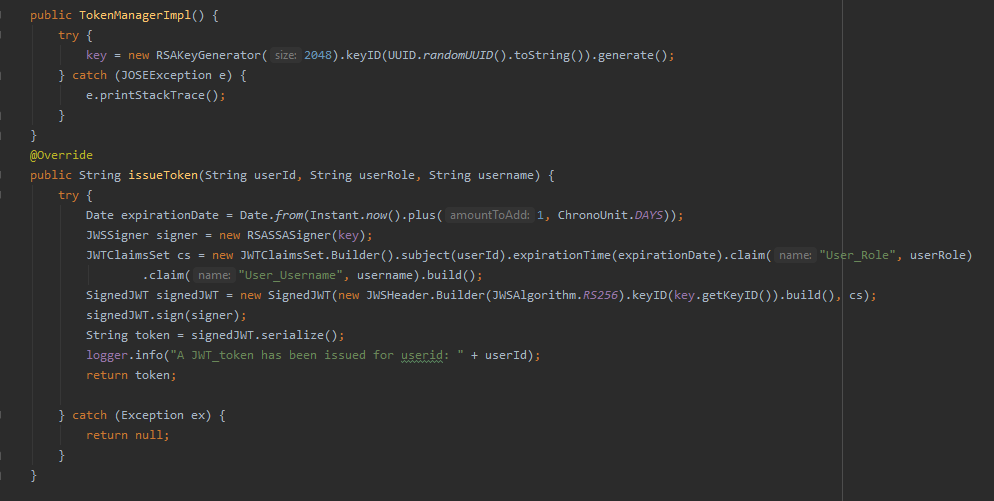 public TokenManagerImpl() {
try {
key = new RSAKeyGenerator( size: 2048).keyID(UUID.randomUUID().toString()).generate();
} catch (JOSEException e) {
e.printStackTrace();
}
}
@Override
public String issueToken(String userId, String userRole, String username) {
try {
Date expirationDate = Date.from(Instant.now().plus( amountToAdd: 1, ChronoUnit.DAYS));
JWSSigner signer = new RSASSASigner(key);
JWTClaimsSet cs = new JWTClaimsSet.Builder().subject(userId).expirationTime(expirationDate).claim( name: "User_Role", userRole)
.claim( name: "User_Username", username).build();
SignedJWT signedJWT = new SignedJWT(new JWSHeader.Builder(JWSAlgorithm.RS256).keyID(key.getKeyID()).build(), cs);
signedJWT.sign(signer);
String token = signedJWT.serialize();
logger.info("A JWT_token has been issued for userid: " + userId);
return token;
} catch (Exception ex) {
return null;
}
}